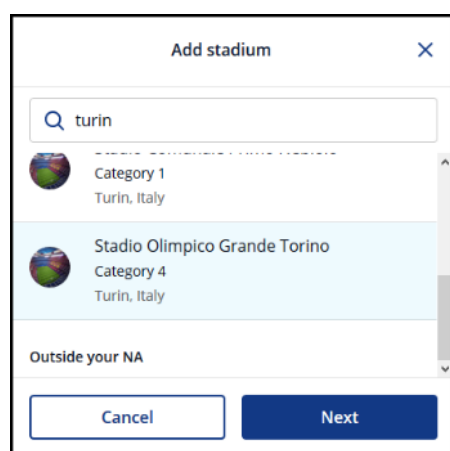 Add stadium
turin
Category 1
Turin, Italy
Stadio Olimpico Grande Torino
Category 4
Turin, Italy
Outside your NA
Cancel
Next